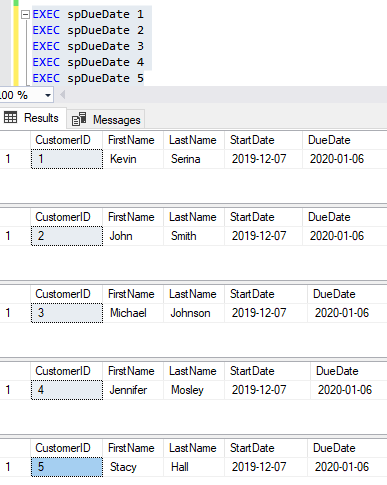 EXEC spDueDate 1
EXEC spDueDate 2
EXEC spDueDate 3
EXEC spDueDate 4
EXEC spDueDate 5
.00 %
Results Messages
CustomerID FirstName LastName StartDate DueDate
1 1 Kevin Serina 2019-12-07 2020-01-06
CustomerID FirstName LastName StartDate DueDate
1 2 John Smith 2019-12-07 2020-01-06
CustomerID FirstName LastName StartDate DueDate
1 3 Michael Johnson 2019-12-07 2020-01-06
CustomerID FirstName LastName StartDate DueDate
1 4 Jennifer Mosley 2019-12-07 2020-01-06
CustomerID FirstName LastName StartDate DueDate
1 5 Stacy Hall 2019-12-07 2020-01-06